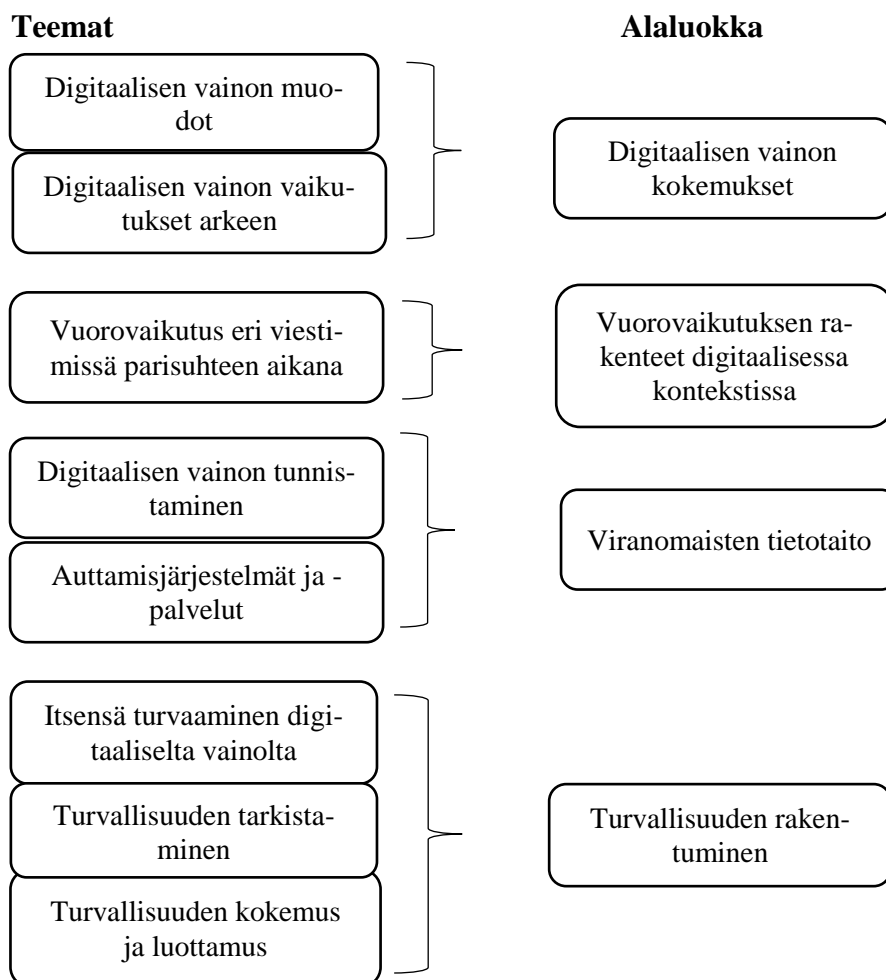 Teemat
Alaluokka
Digitaalisen vainon muo-
dot
Digitaalisen vainon vaiku-
tukset arkeen
Digitaalisen vainon
kokemukset
Vuorovaikutus eri viesti-
missä parisuhteen aikana
Vuorovaikutuksen ra-
kenteet digitaalisessa
kontekstissa
Digitaalisen vainon tunnis-
taminen
Auttamisjärjestelmät ja -
palvelut
Viranomaisten tietotaito
Itsensä turvaaminen digi-
taaliselta vainolta
Turvallisuuden tarkista-
minen
Turvallisuuden kokemus
ja luottamus
Turvallisuuden raken-
tuminen